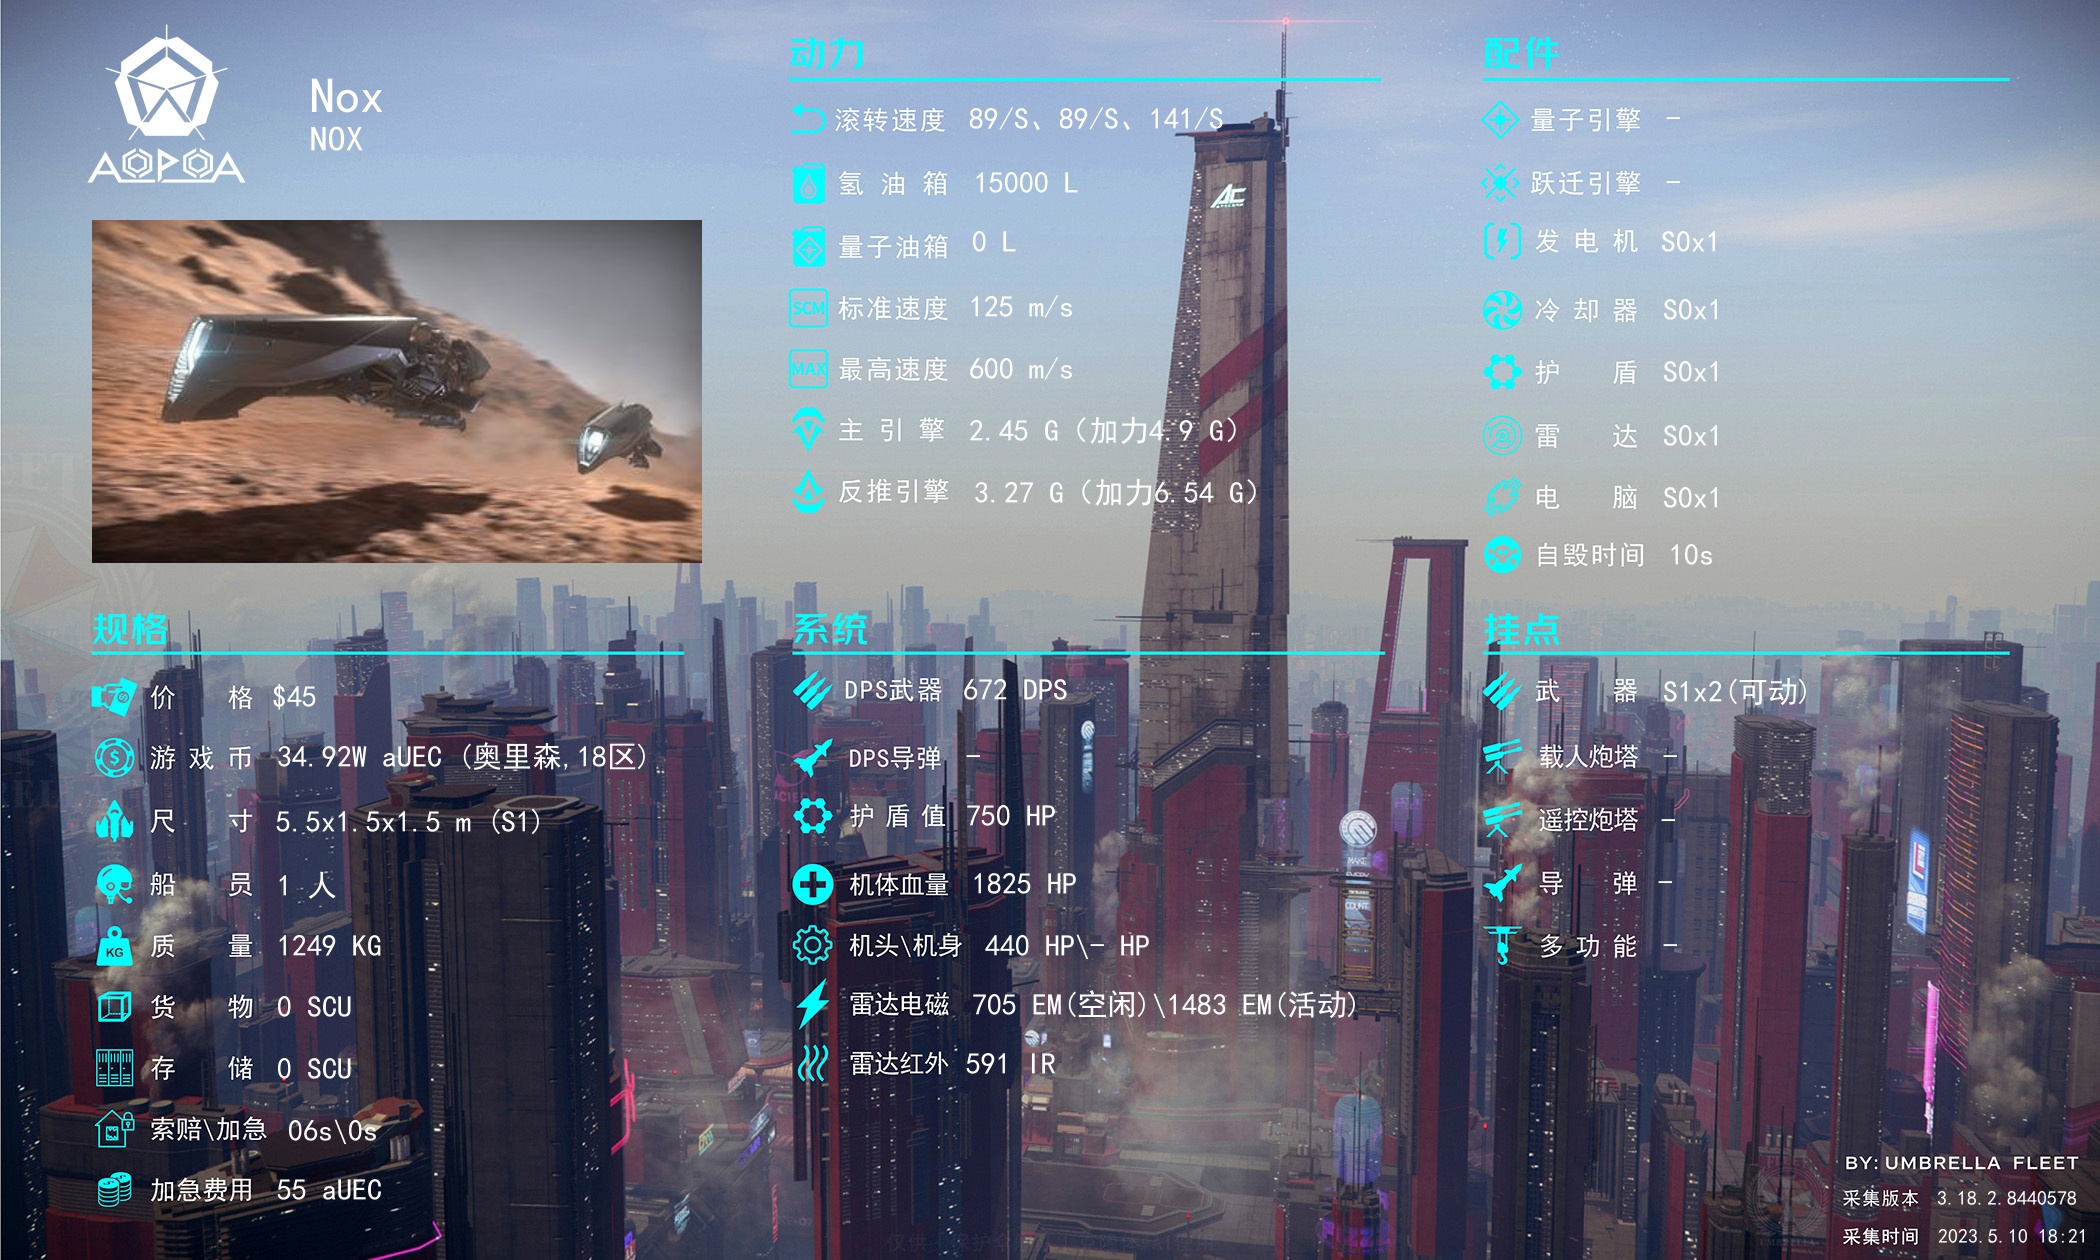 AOPOA
Nox
NOX
动力
滚转速度 89/S、89/S、141/S
氢油箱 15000 L
量子油箱 0 L
SCM 标准速度 125 m/s
MAX 最高速度 600 m/s
主引擎 2.45 G（加力4.9 G）
反推引擎 3.27 G（加力6.54 G）
配件
量子引擎 -
跃迁引擎 -
发电机 S0x1
冷却器 S0x1
护盾 S0x1
雷达 S0x1
电脑 S0x1
自毁时间 10s
规格
价格 $45
游戏币 34.92W aUEC (奥里森,18区)
尺寸 5.5x1.5x1.5 m (S1)
船员 1 人
KG 质量 1249 KG
货物 0 SCU
存储 0 SCU
索赔\加急 06s\0s
加急费用 55 aUEC
系统
DPS武器 672 DPS
DPS导弹 -
护盾值 750 HP
机体血量 1825 HP
机头\机身 440 HP\- HP
雷达电磁 705 EM(空闲)\1483 EM(活动)
雷达红外 591 IR
挂点
武器 S1x2(可动)
载人炮塔 -
遥控炮塔 -
导弹 -
多功能 -
AC
MAKE
EVERY
COUNT
BY: UMBRELLA FLEET
采集版本 3.18.2.8440578
采集时间 2023.5.10 18:21